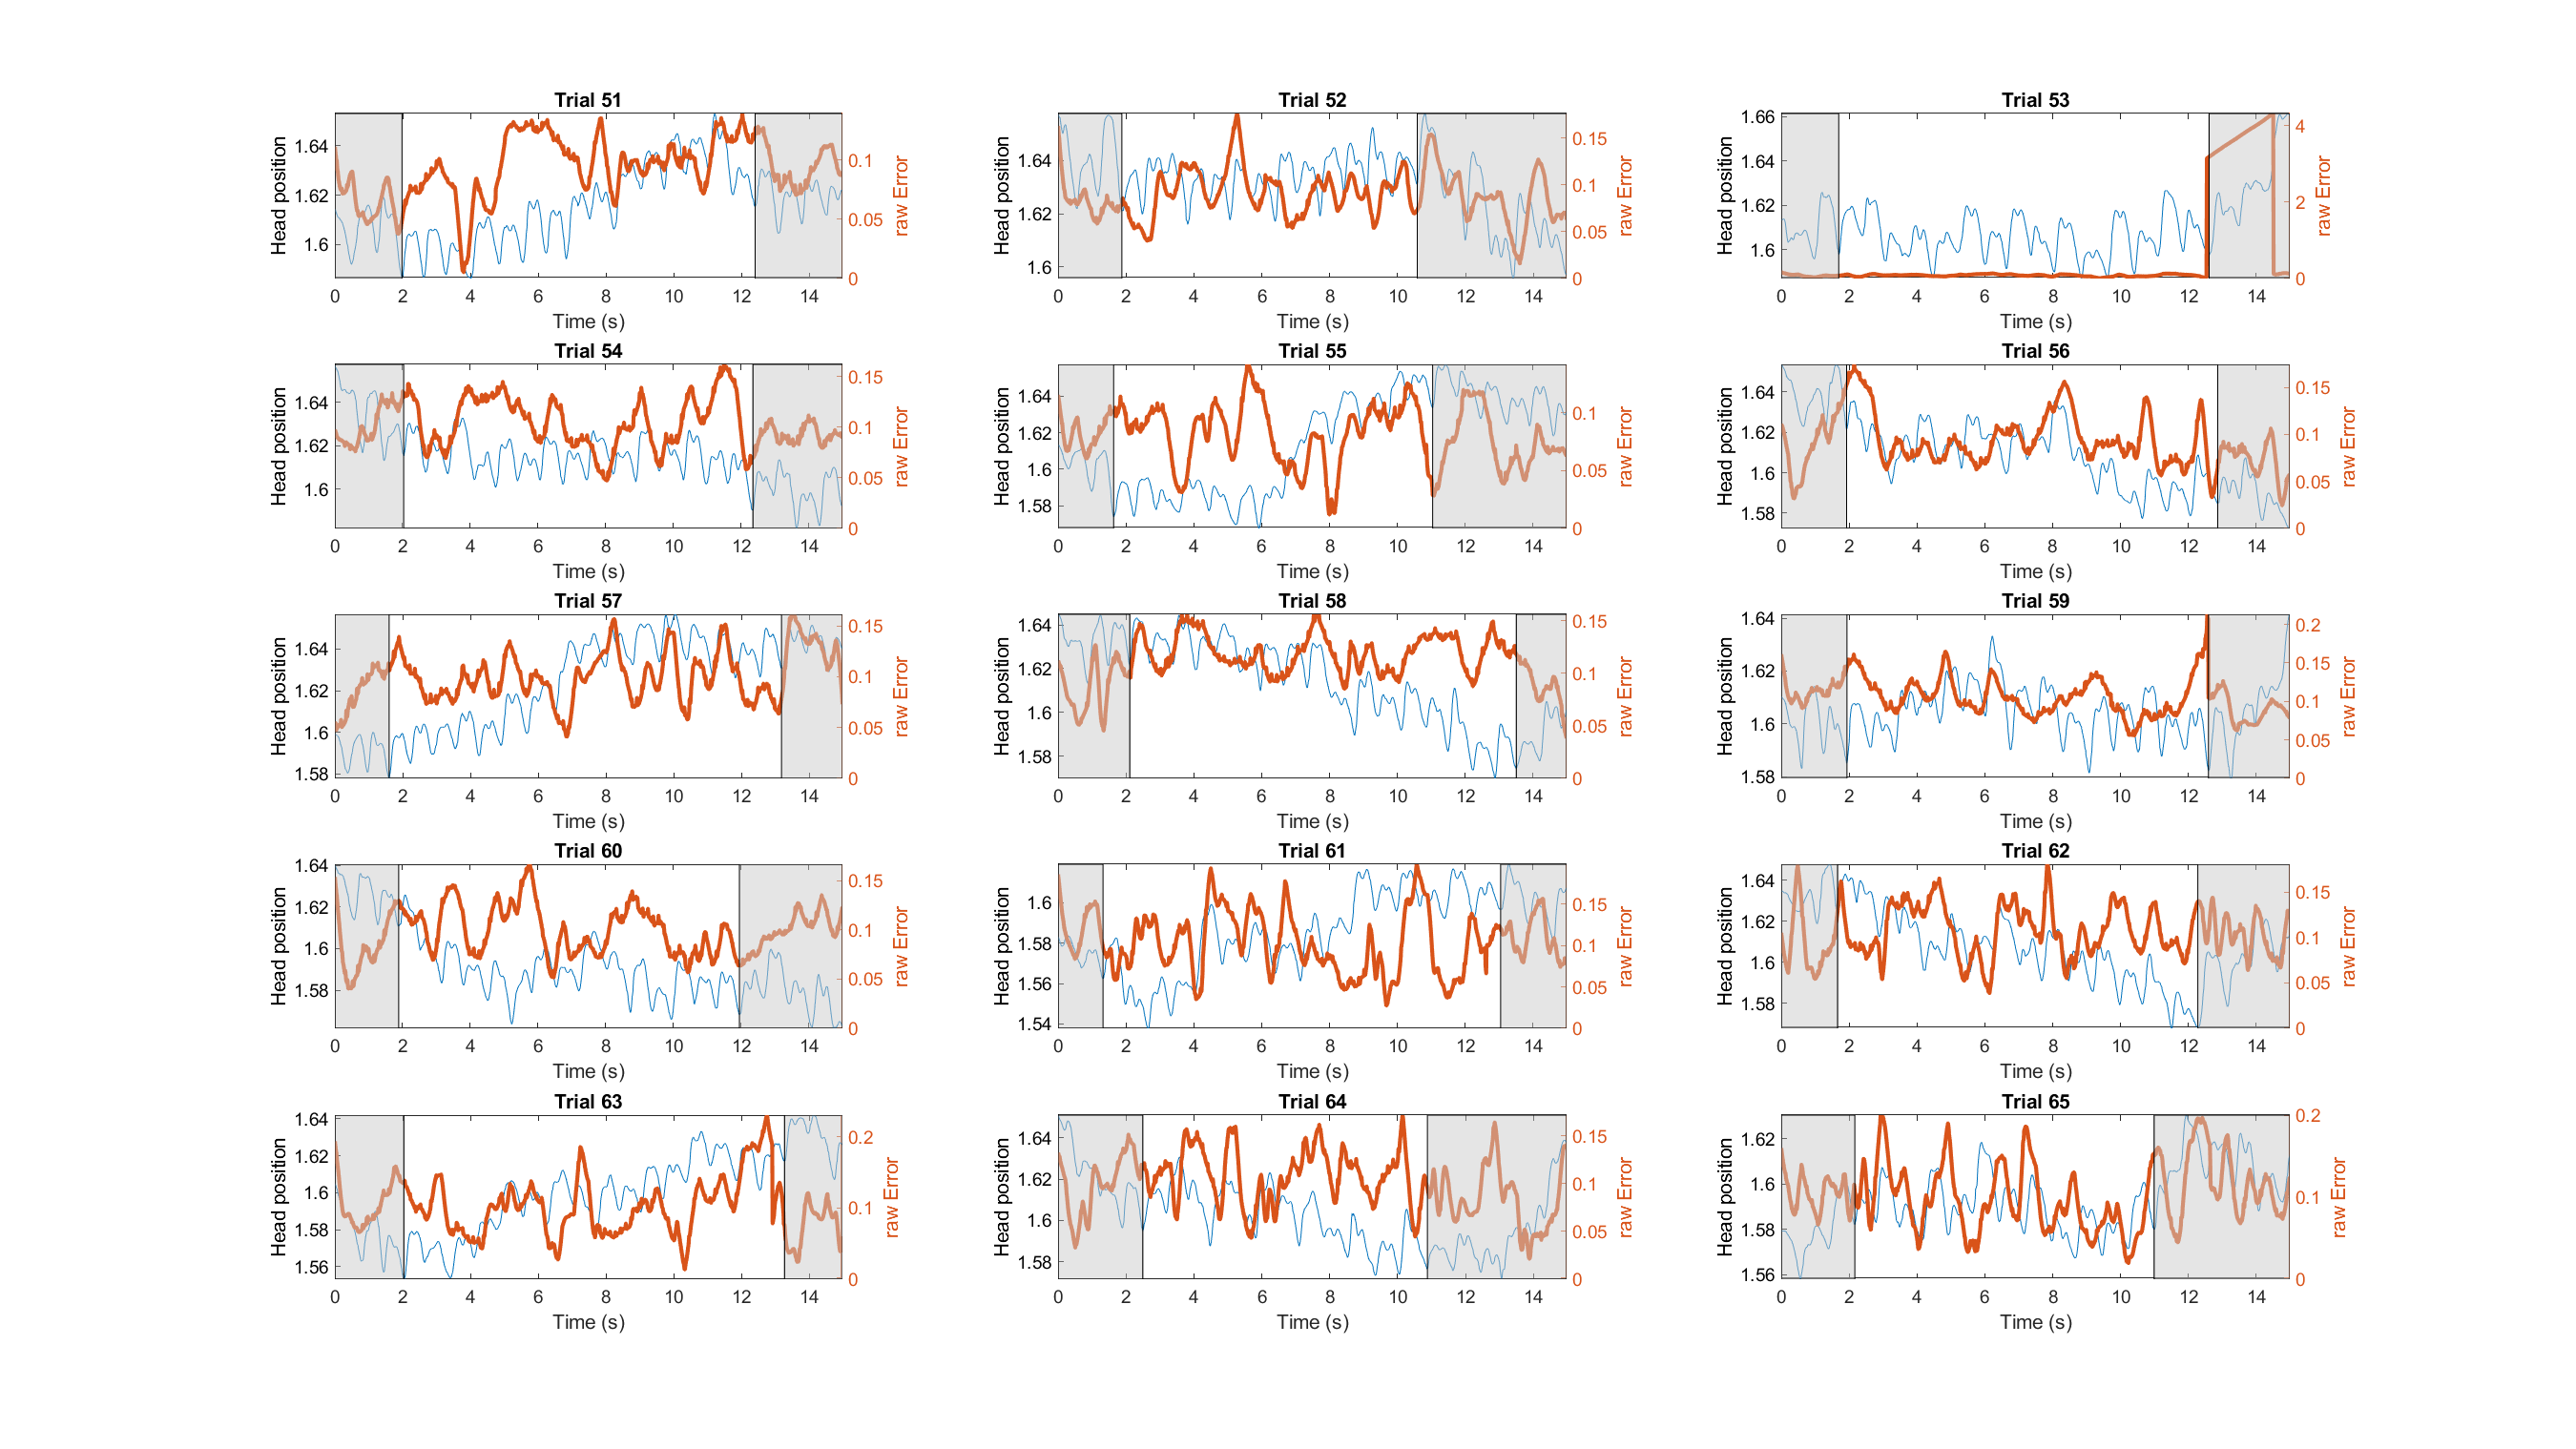 Trial 51
Head position
1.64
1.62
1.6
0.1
0.05
0
raw Error
0 2 4 6 8 10 12 14
Time (s)
Trial 52
Head position
1.64
1.62
1.6
0.15
0.1
0.05
0
raw Error
0 2 4 6 8 10 12 14
Time (s)
Trial 53
Head position
1.66
1.64
1.62
1.6
4
2
0
raw Error
0 2 4 6 8 10 12 14
Time (s)
Trial 54
Head position
1.64
1.62
1.6
0.15
0.1
0.05
0
raw Error
0 2 4 6 8 10 12 14
Time (s)
Trial 55
Head position
1.64
1.62
1.6
1.58
0.1
0.05
0
raw Error
0 2 4 6 8 10 12 14
Time (s)
Trial 56
Head position
1.64
1.62
1.6
1.58
0.15
0.1
0.05
0
raw Error
0 2 4 6 8 10 12 14
Time (s)
Trial 57
Head position
1.64
1.62
1.6
1.58
0.15
0.1
0.05
0
raw Error
0 2 4 6 8 10 12 14
Time (s)
Trial 58
Head position
1.64
1.62
1.6
1.58
0.15
0.1
0.05
0
raw Error
0 2 4 6 8 10 12 14
Time (s)
Trial 59
Head position
1.64
1.62
1.6
1.58
0.2
0.15
0.1
0.05
0
raw Error
0 2 4 6 8 10 12 14
Time (s)
Trial 60
Head position
1.64
1.62
1.6
1.58
0.15
0.1
0.05
0
raw Error
0 2 4 6 8 10 12 14
Time (s)
Trial 61
Head position
1.6
1.58
1.56
1.54
0.15
0.1
0.05
0
raw Error
0 2 4 6 8 10 12 14
Time (s)
Trial 62
Head position
1.64
1.62
1.6
1.58
0.15
0.1
0.05
0
raw Error
0 2 4 6 8 10 12 14
Time (s)
Trial 63
Head position
1.64
1.62
1.6
1.58
1.56
0.2
0.1
0
raw Error
0 2 4 6 8 10 12 14
Time (s)
Trial 64
Head position
1.64
1.62
1.6
1.58
0.15
0.1
0.05
0
raw Error
0 2 4 6 8 10 12 14
Time (s)
Trial 65
Head position
1.62
1.6
1.58
1.56
0.2
0.1
0
raw Error
0 2 4 6 8 10 12 14
Time (s)